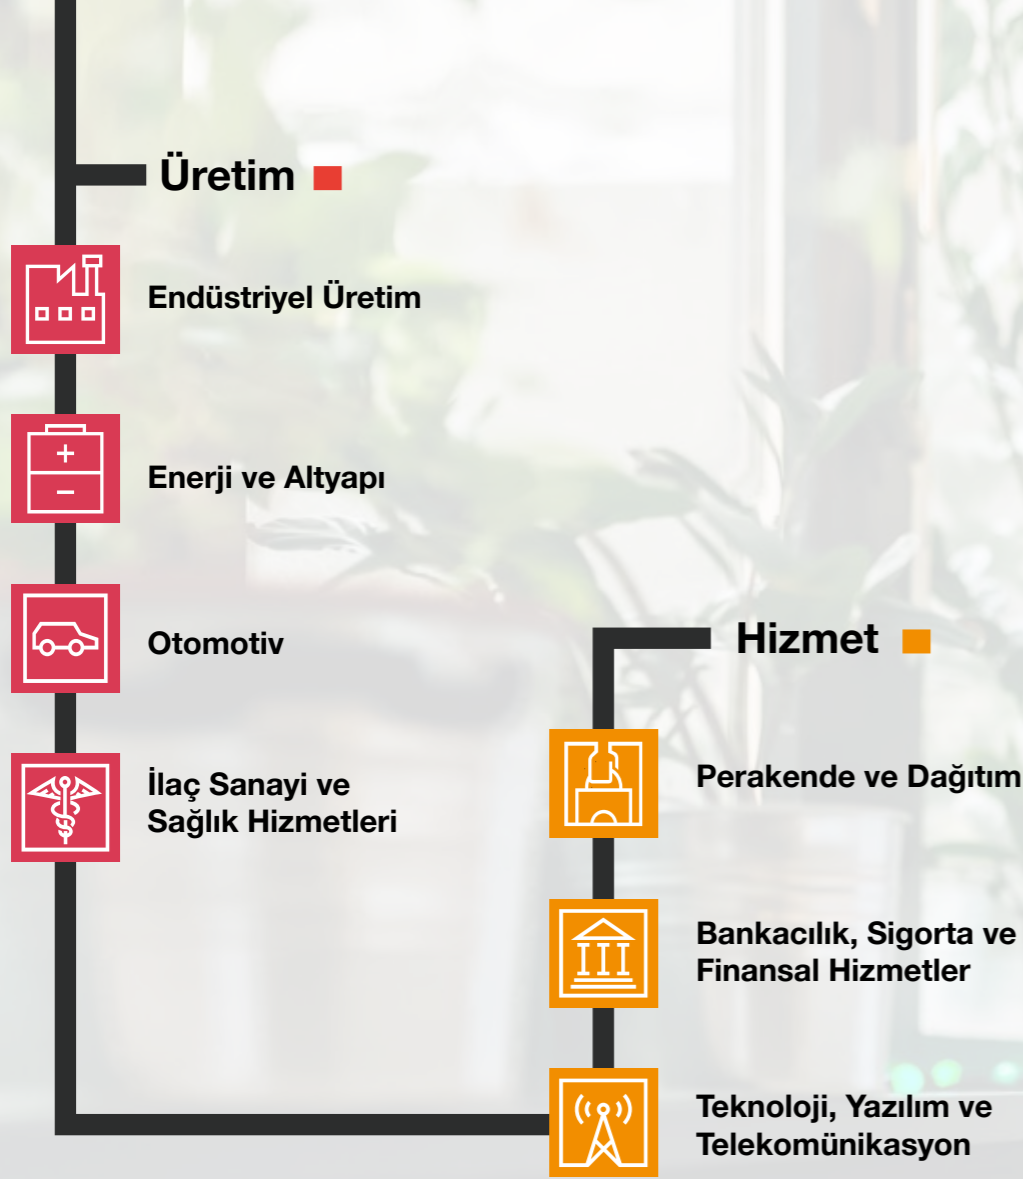 Üretim
Endüstriyel Üretim
Enerji ve Altyapı
Otomotiv
İlaç Sanayi ve
Sağlık Hizmetleri
Hizmet
Perakende ve Dağıtım
Bankacılık, Sigorta ve
Finansal Hizmetler
Teknoloji, Yazılım ve
Telekomünikasyon